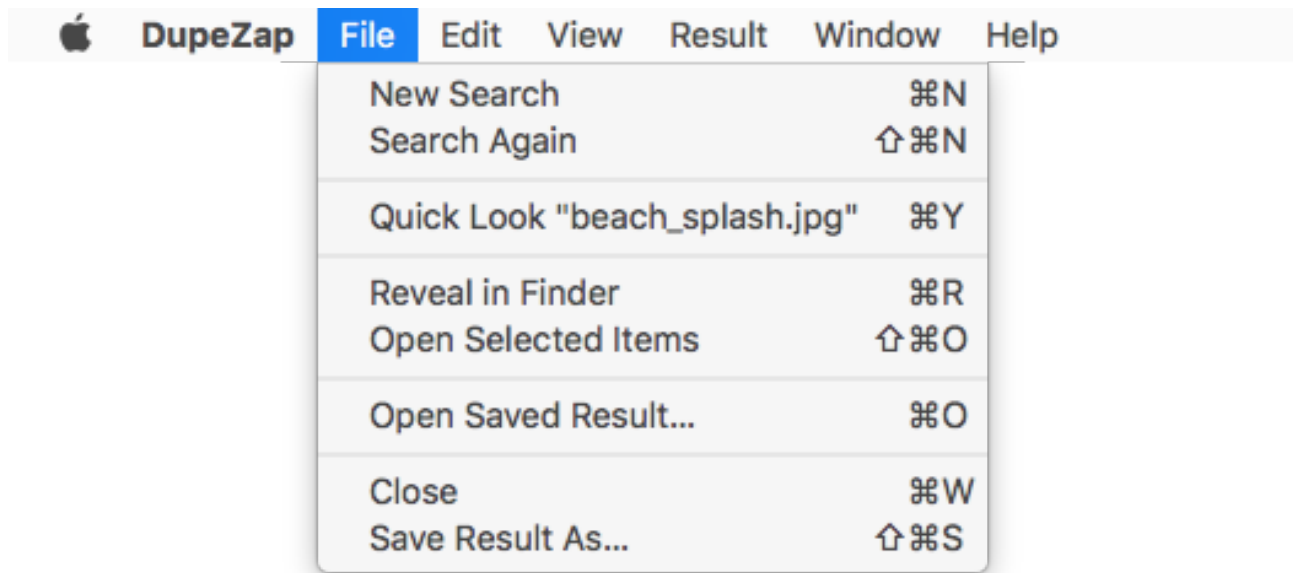 DupeZap File Edit View Result Window Help
New Search ⌘N
Search Again ⇧⌘N
Quick Look "beach_splash.jpg" ⌘Y
Reveal in Finder ⌘R
Open Selected Items ⇧⌘O
Open Saved Result... ⌘O
Close ⌘W
Save Result As... ⇧⌘S